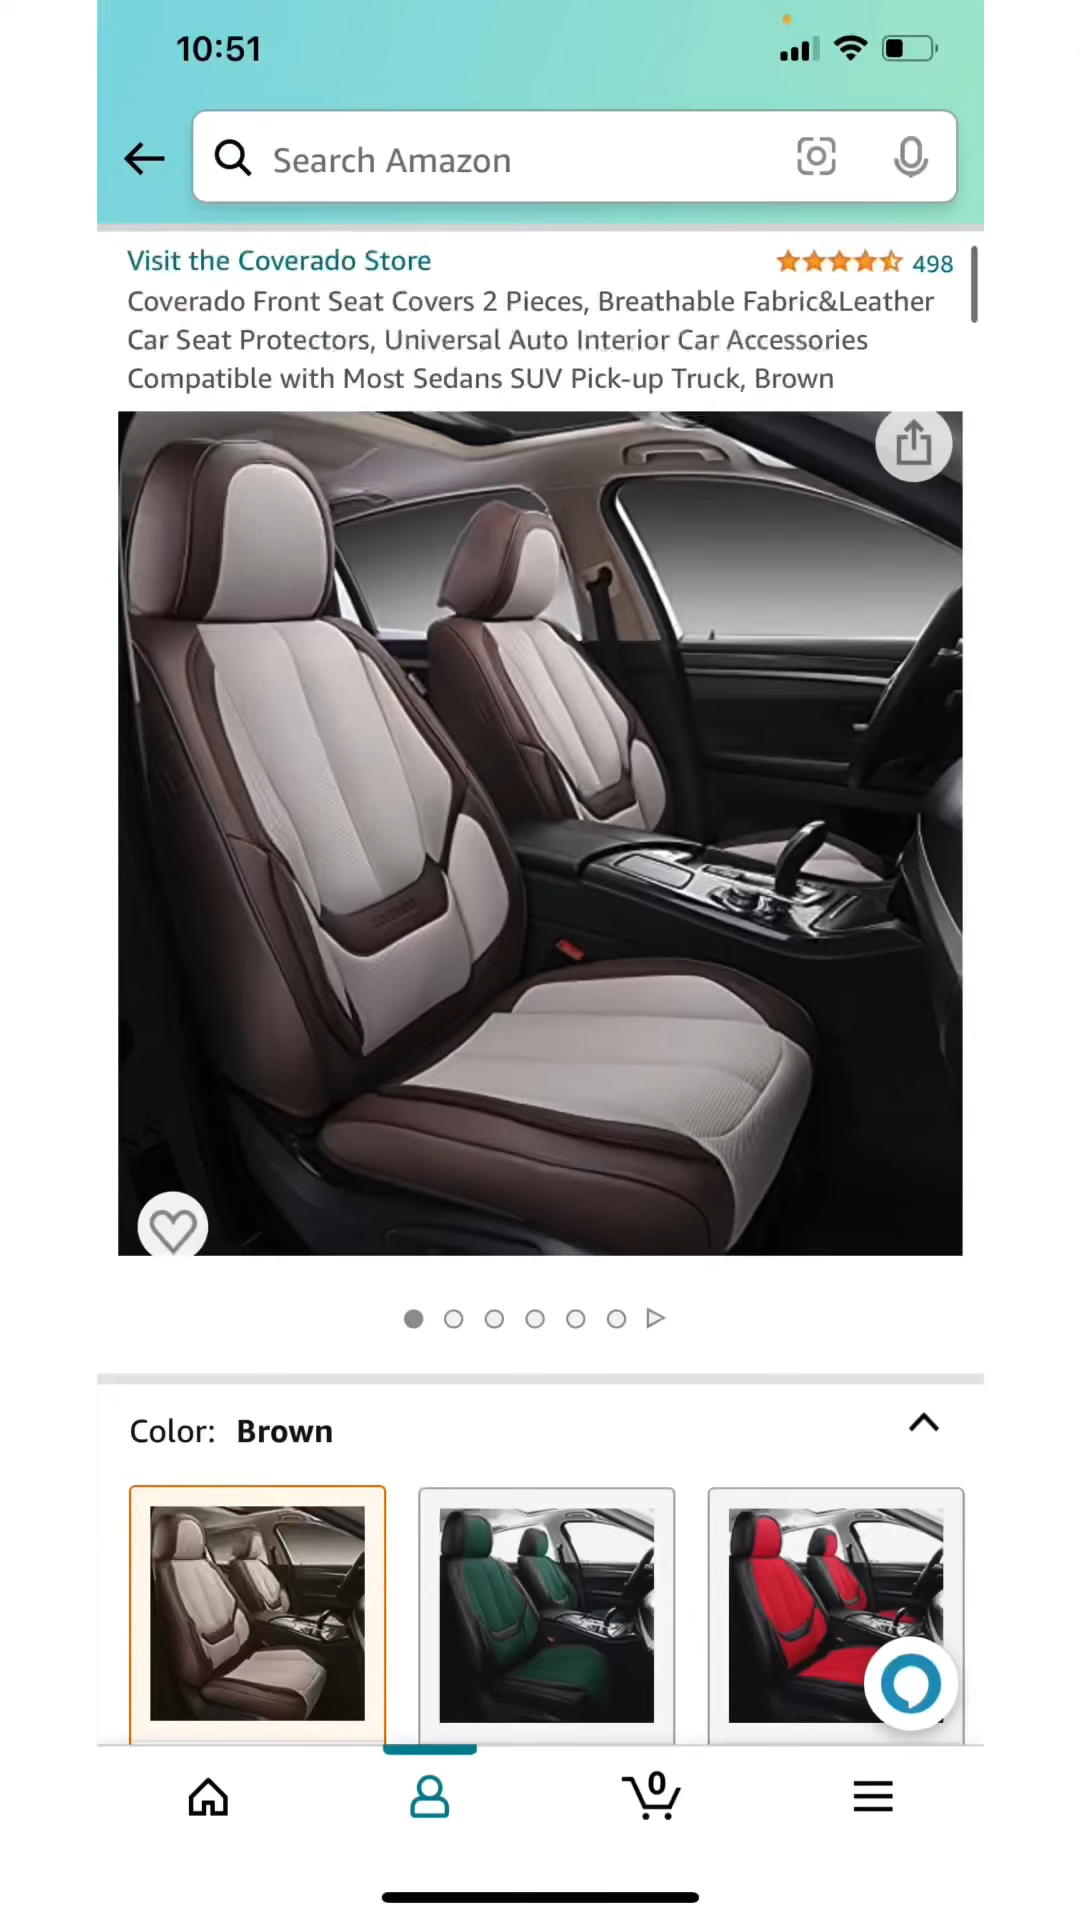 10:51
Search Amazon
Visit the Coverado Store
498
Coverado Front Seat Covers 2 Pieces, Breathable Fabric&Leather
Car Seat Protectors, Universal Auto Interior Car Accessories
Compatible with Most Sedans SUV Pick-up Truck, Brown
Color: Brown
0